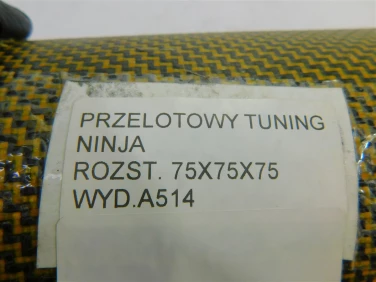 PRZELOTOWY TUNING
NINJA
ROZST. 75X75X75
WYD.A514